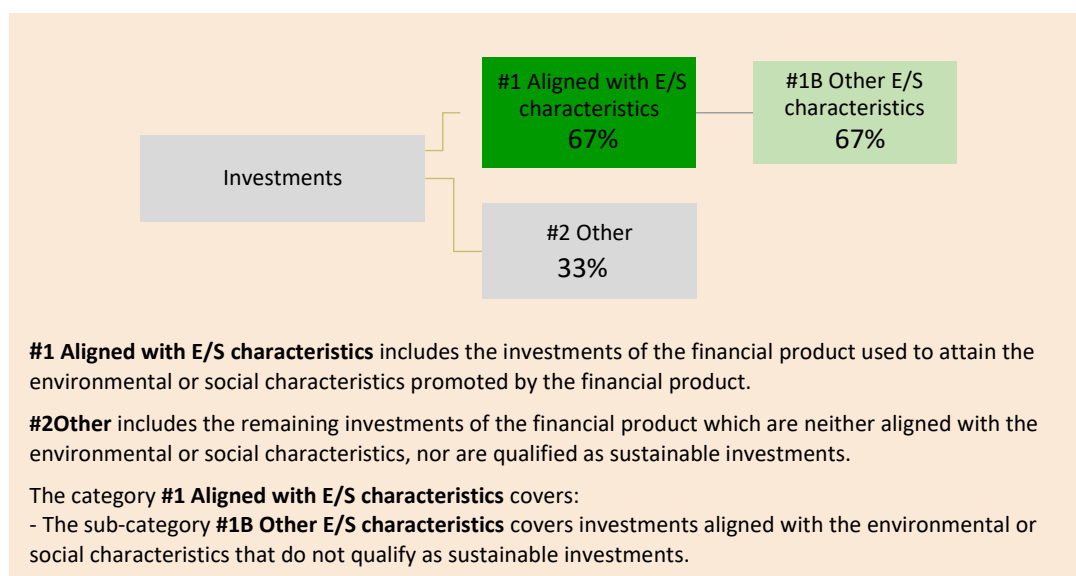 #1 Aligned with E/S
characteristics
67%
#1B Other E/S
characteristics
67%
Investments
#2 Other
33%
#1 Aligned with E/S characteristics includes the investments of the financial product used to attain the
environmental or social characteristics promoted by the financial product.
#2Other includes the remaining investments of the financial product which are neither aligned with the
environmental or social characteristics, nor are qualified as sustainable investments.
The category #1 Aligned with E/S characteristics covers:
- The sub-category #1B Other E/S characteristics covers investments aligned with the environmental or
social characteristics that do not qualify as sustainable investments.